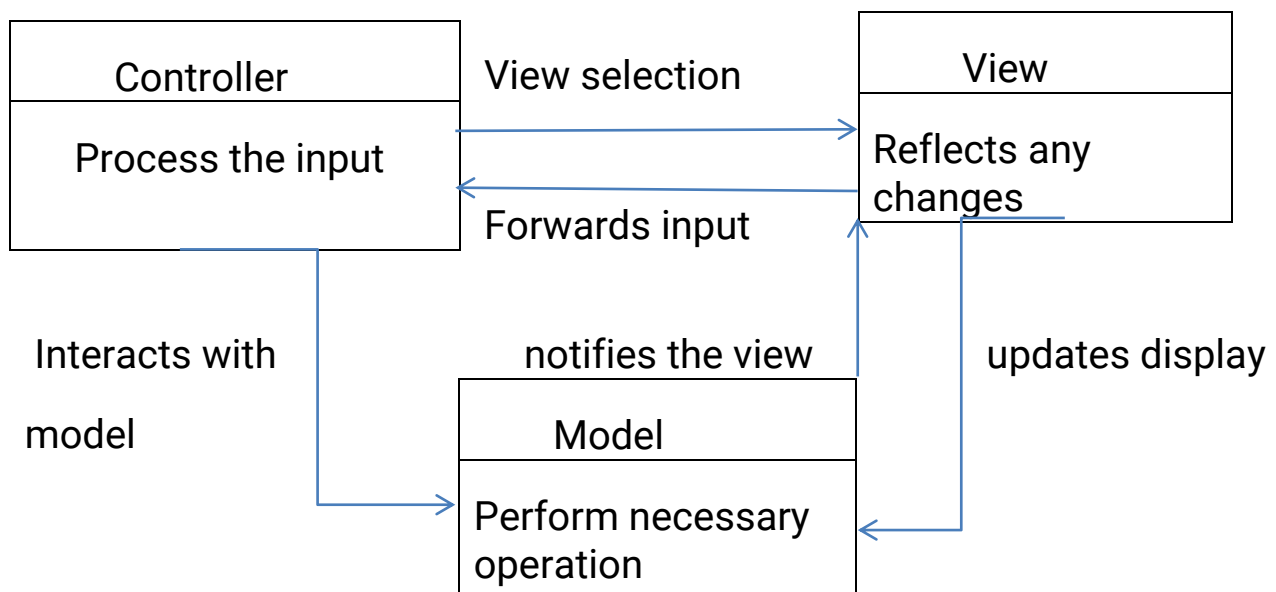 Controller
View selection
View
Process the input
Reflects any
changes
Forwards input
Interacts with
model
notifies the view
updates display
Model
Perform necessary
operation